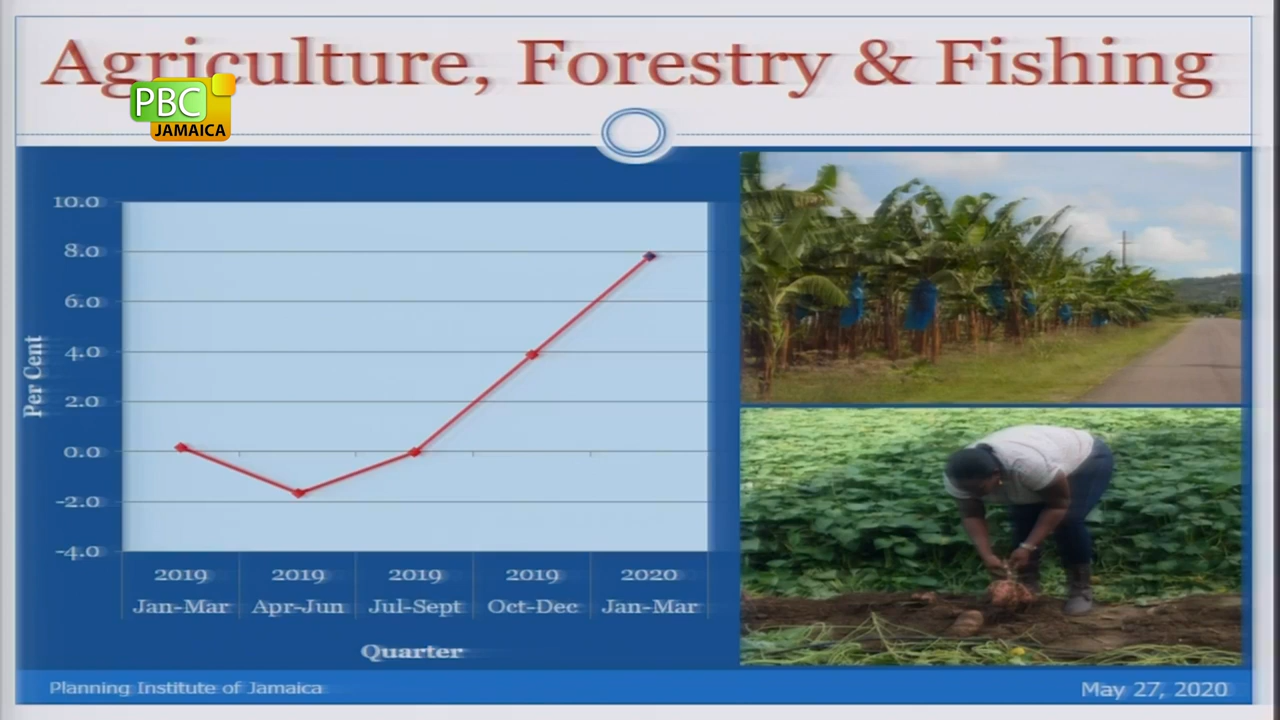 Agriculture, Forestry & Fishing
PBC
JAMAICA
10.0
8.0
6.0
4.0
2.0
0.0
-2.0
-4.0
Per Cent
2019 2019 2019 2019 2020
Jan-Mar Apr-Jun Jul-Sept Oct-Dec Jan-Mar
Quarter
Planning Institute of Jamaica
May 27, 2020